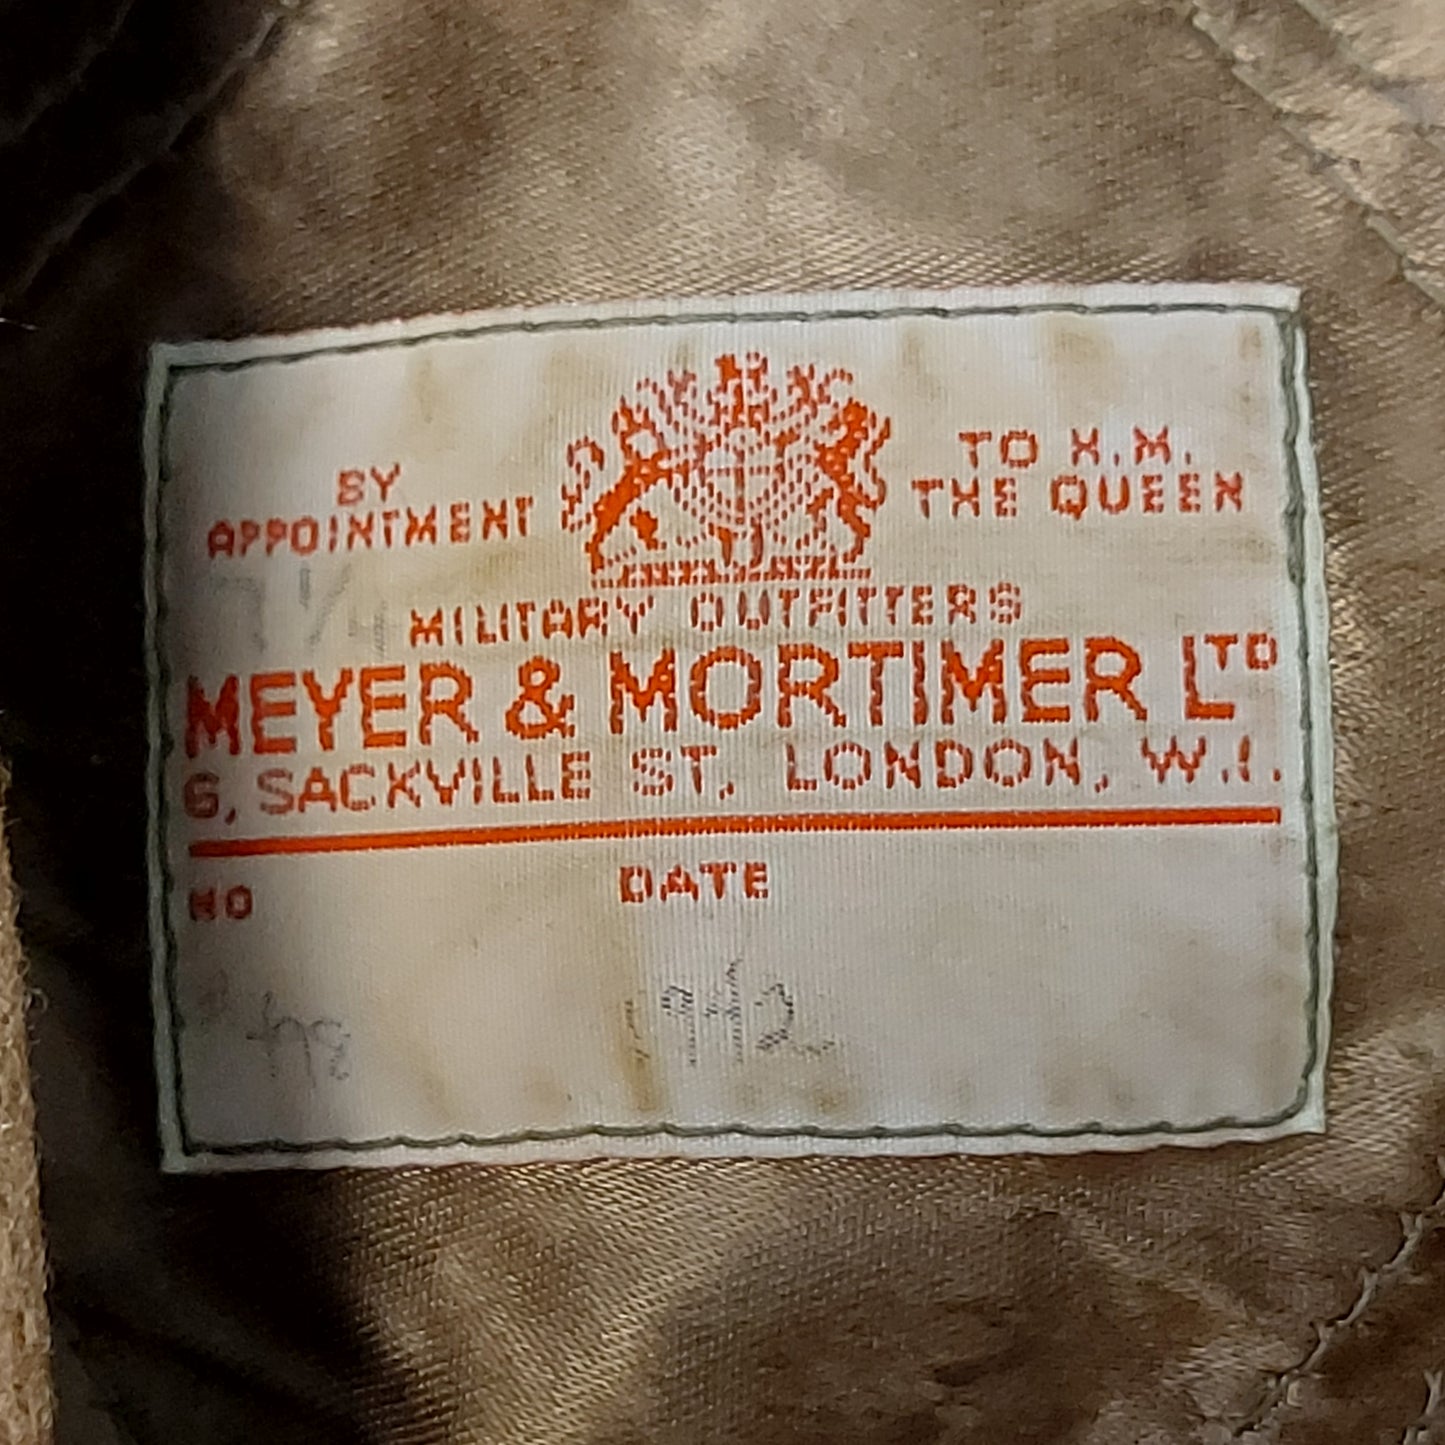 BY
APPOINTMENT
TO H.M.
THE QUEEN
MILITARY OUTFITTERS
MEYER & MORTIMER LTD
6, SACKVILLE ST, LONDON, W.1.
NO
DATE